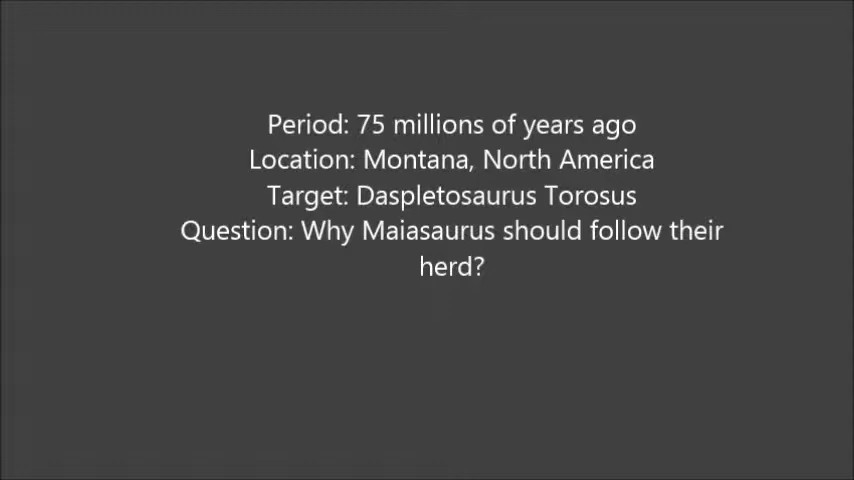 Period: 75 millions of years ago
Location: Montana, North America
Target: Daspletosaurus Torosus
Question: Why Maiasaurus should follow their
herd?